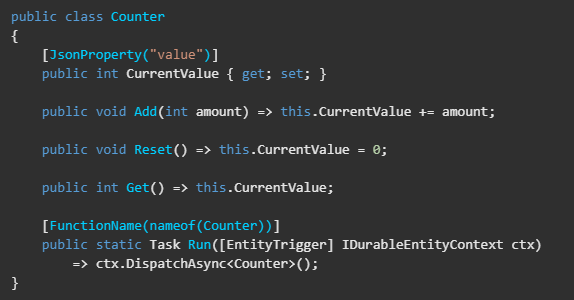 public class Counter
{
    [JsonProperty("value")]
    public int CurrentValue { get; set; }

    public void Add(int amount) => this.CurrentValue += amount;

    public void Reset() => this.CurrentValue = 0;

    public int Get() => this.CurrentValue;

    [FunctionName(nameof(Counter))]
    public static Task Run([EntityTrigger] IDurableEntityContext ctx)
        => ctx.DispatchAsync<Counter>();
}